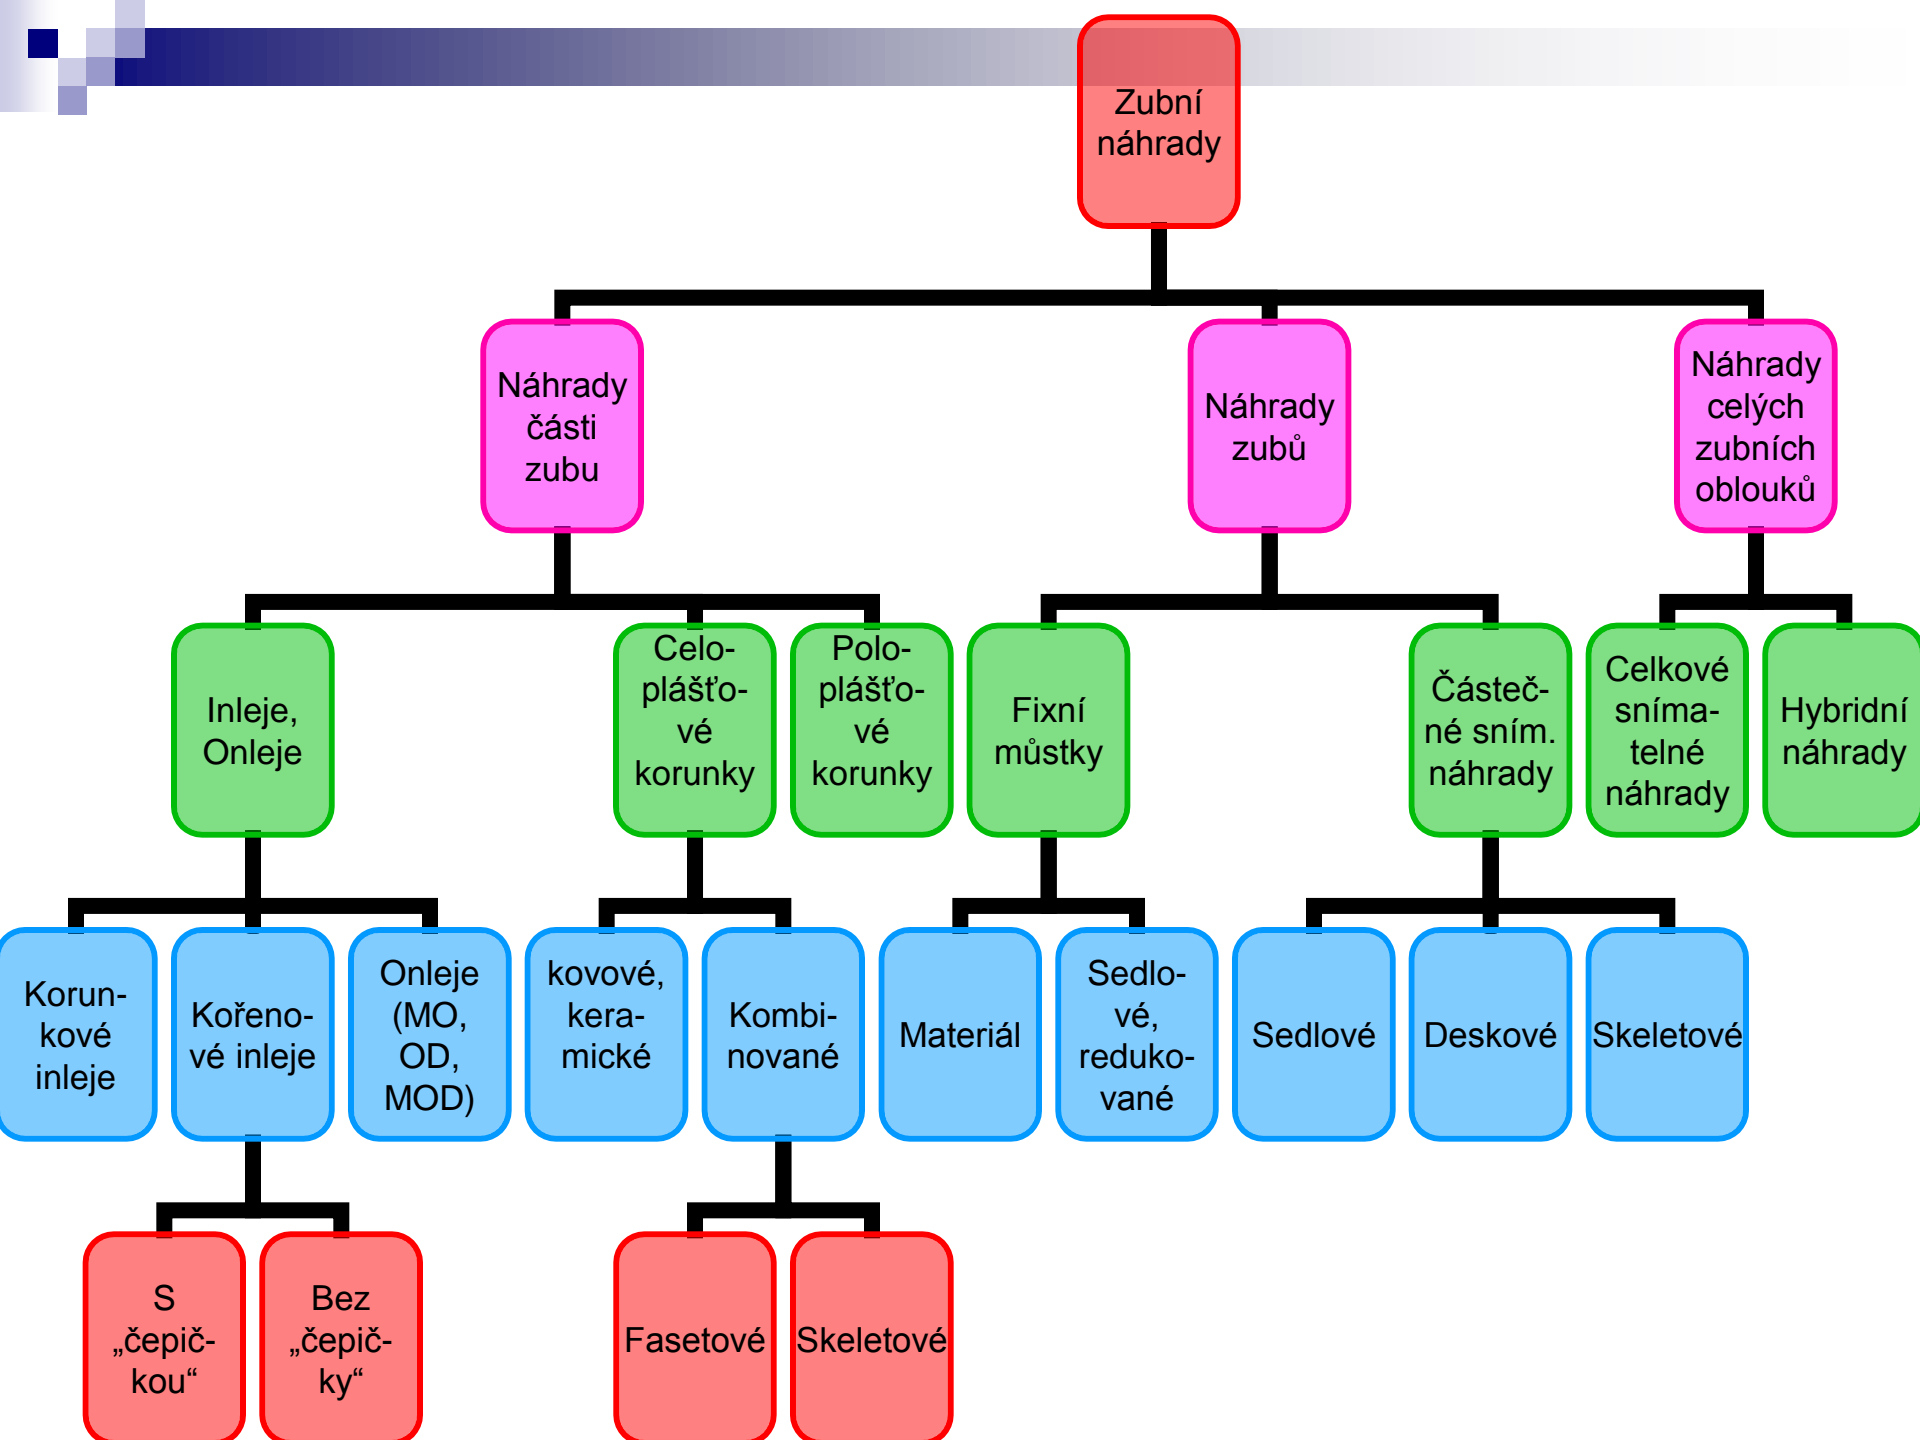 Zubní
náhrady
Náhrady
části
zubu
Náhrady
zubů
Náhrady
celých
zubních
oblouků
Inleje,
Onleje
Celo-
plášťo-
vé
korunky
Polo-
plášťo-
vé
korunky
Fixní
můstky
Částeč-
né sním.
náhrady
Celkové
sníma-
telné
náhrady
Hybridní
náhrady
Korun-
kové
inleje
Kořeno-
vé inleje
Onleje
(MO,
OD,
MOD)
kovové,
kera-
mické
Kombi-
nované
Materiál
Sedlo-
vé,
reduko-
vané
Sedlové
Deskové
Skeletové
S
„čepič-
kou“
Bez
„čepič-
ky“
Fasetové
Skeletové